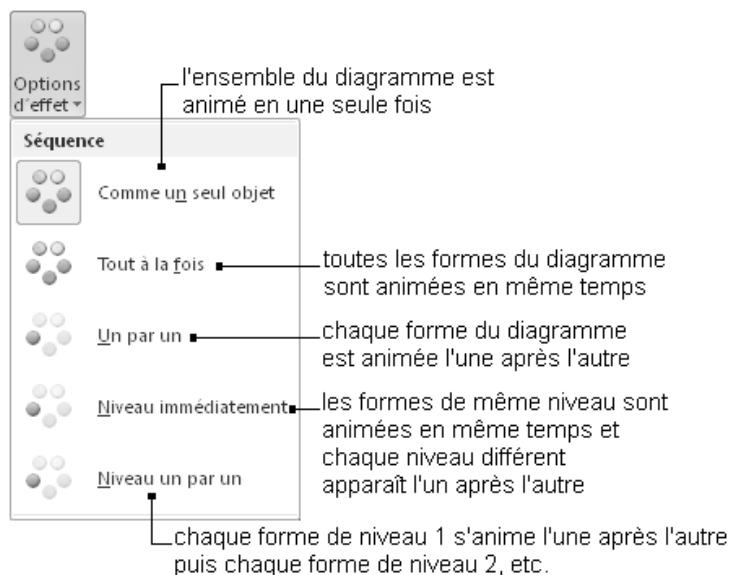 Options
d'effet
l'ensemble du diagramme est
animé en une seule fois
Séquence
Comme un seul objet
Tout à la fois
toutes les formes du diagramme
sont animées en même temps
Un par un
chaque forme du diagramme
est animée l'une après l'autre
Niveau immédiatement
les formes de même niveau sont
animées en même temps et
chaque niveau différent
apparaît l'un après l'autre
Niveau un par un
chaque forme de niveau 1 s'anime l'une après l'autre
puis chaque forme de niveau 2, etc.